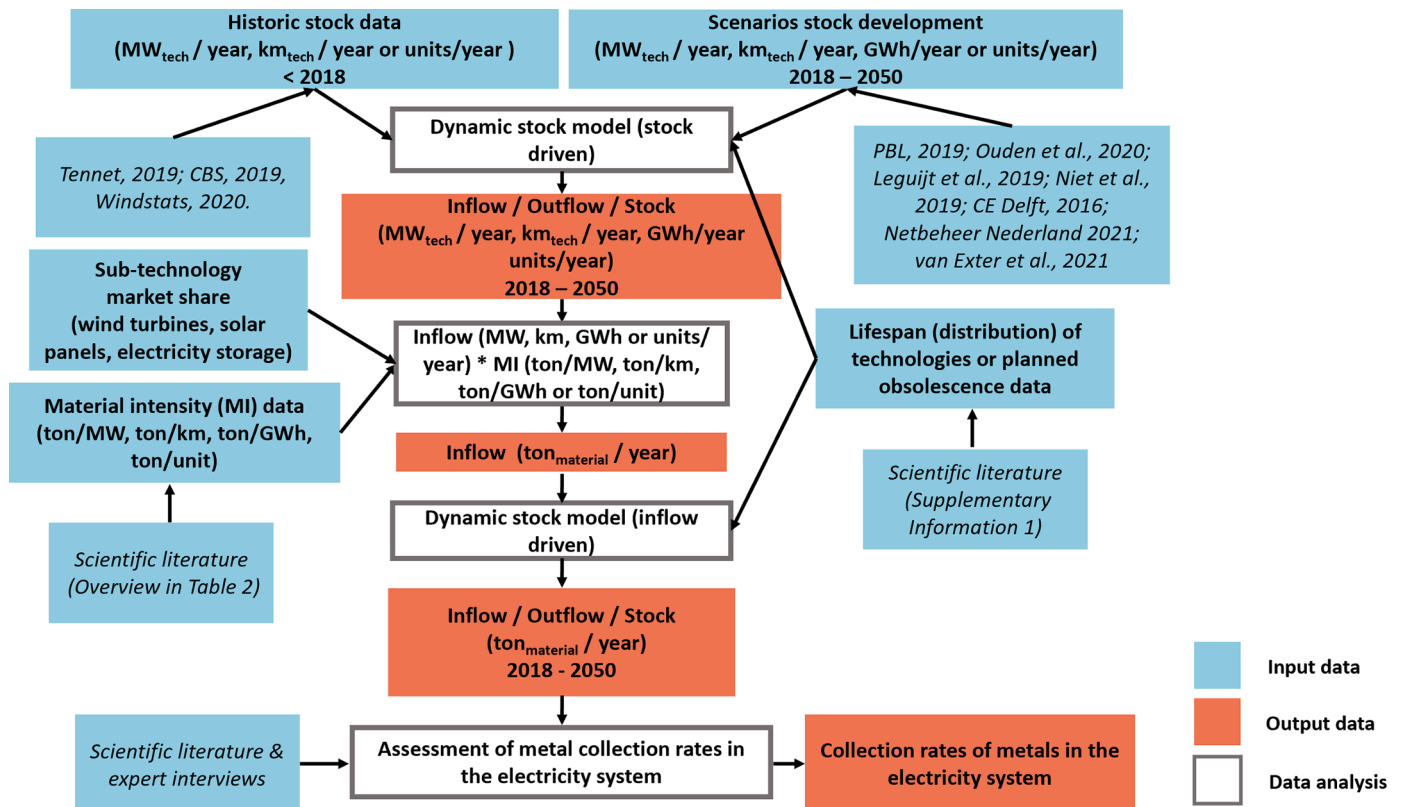 Historic stock data
(MWtech / year, kmtech / year or units/year )
< 2018
Scenarios stock development
(MWtech / year, kmtech / year, GWh/year or units/year)
2018 – 2050
Dynamic stock model (stock
driven)
Tennet, 2019; CBS, 2019,
Windstats, 2020.
PBL, 2019; Ouden et al., 2020;
Leguijt et al., 2019; Niet et al.,
2019; CE Delft, 2016;
Netbeheer Nederland 2021;
van Exter et al., 2021
Inflow / Outflow / Stock
(MWtech / year, kmtech / year, GWh/year
units/year)
2018 – 2050
Sub-technology
market share
(wind turbines, solar
panels, electricity storage)
Inflow (MW, km, GWh or units/
year) * MI (ton/MW, ton/km,
ton/GWh or ton/unit)
Lifespan (distribution) of
technologies or planned
obsolescence data
Material intensity (MI) data
(ton/MW, ton/km, ton/GWh,
ton/unit)
Inflow  (tonmaterial / year)
Scientific literature
(Supplementary
Information 1)
Dynamic stock model (inflow
driven)
Scientific literature
(Overview in Table 2)
Inflow / Outflow / Stock
(tonmaterial / year)
2018 - 2050
Scientific literature &
expert interviews
Assessment of metal collection rates in
the electricity system
Collection rates of metals in the
electricity system
Input data
Output data
Data analysis